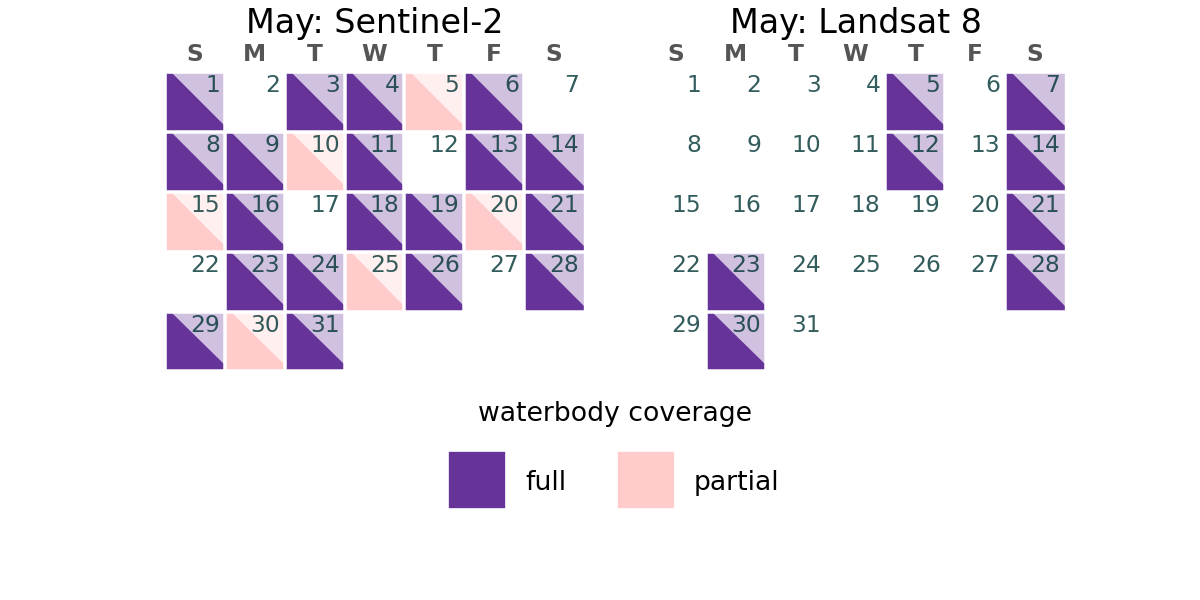 May: Sentinel-2
S M T W T F S
1 2 3 4 5 6 7
8 9 10 11 12 13 14
15 16 17 18 19 20 21
22 23 24 25 26 27 28
29 30 31
May: Landsat 8
S M T W T F S
1 2 3 4 5 6 7
8 9 10 11 12 13 14
15 16 17 18 19 20 21
22 23 24 25 26 27 28
29 30 31
waterbody coverage
full
partial